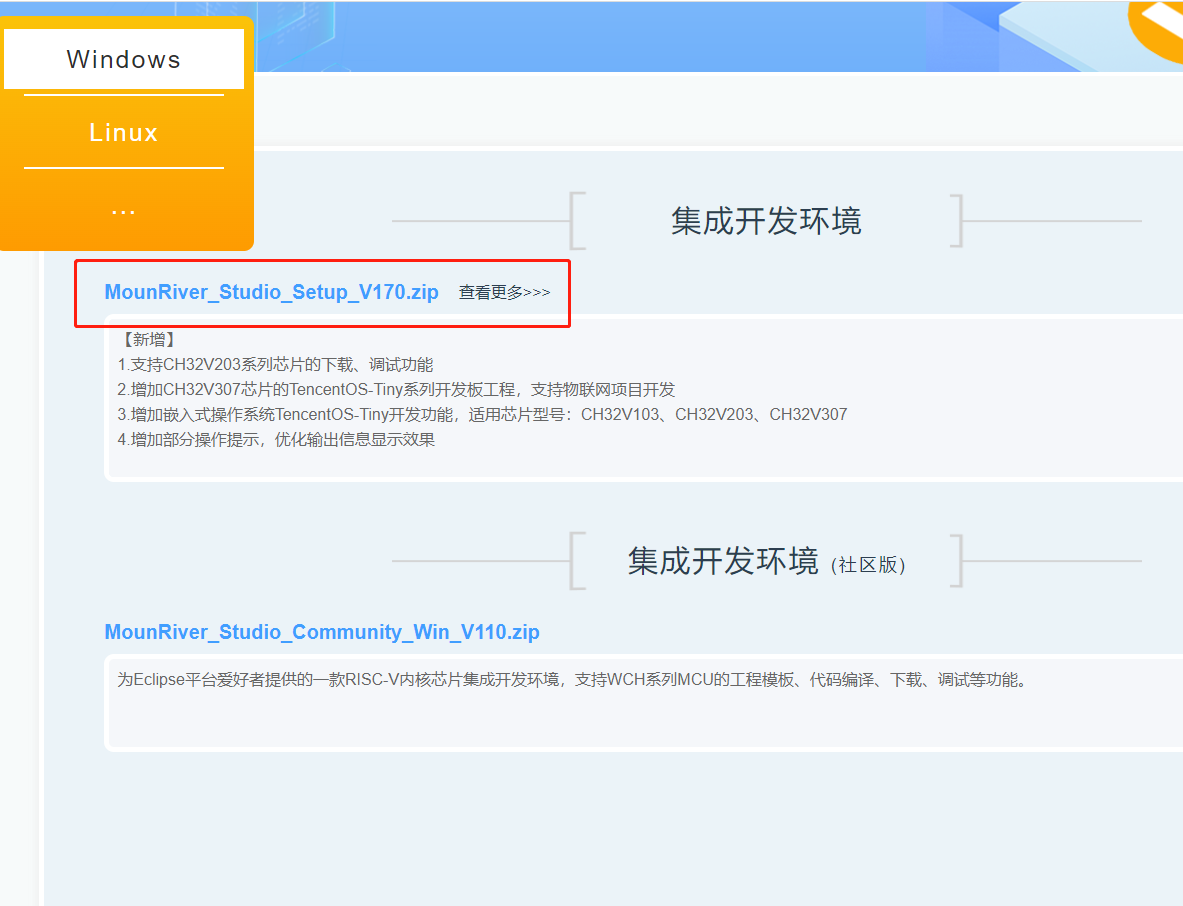 Windows
Linux
...
集成开发环境
MounRiver_Studio_Setup_V170.zip 查看更多>>>
【新增】
1.支持CH32V203系列芯片的下载、调试功能
2.增加CH32V307芯片的TencentOS-Tiny系列开发板工程，支持物联网项目开发
3.增加嵌入式操作系统TencentOS-Tiny开发功能，适用芯片型号：CH32V103、CH32V203、CH32V307
4.增加部分操作提示，优化输出信息显示效果
集成开发环境（社区版）
MounRiver_Studio_Community_Win_V110.zip
为Eclipse平台爱好者提供的一款RISC-V内核芯片集成开发环境，支持WCH系列MCU的工程模板、代码编译、下载、调试等功能。